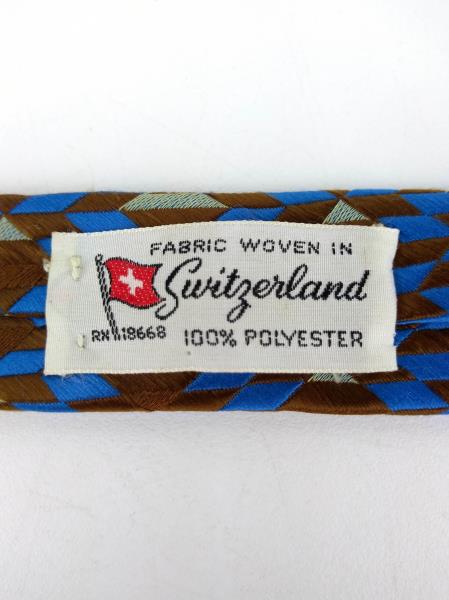 FABRIC WOVEN IN
Switzerland
RN 18668 100% POLYESTER